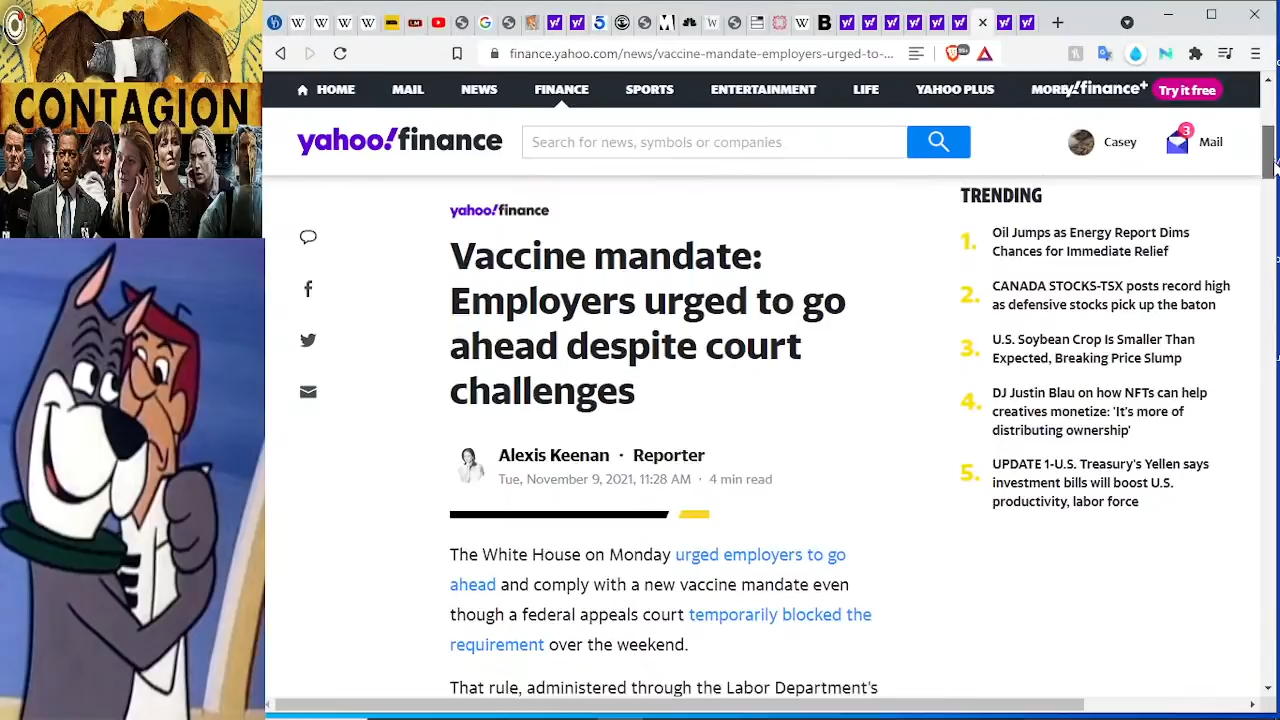 CONTAGION
finance.yahoo.com/news/vaccine-mandate-employers-urged-to-...
99+
HOME MAIL NEWS FINANCE SPORTS ENTERTAINMENT LIFE YAHOO PLUS MORE yahoo!finance+ Try it free
yahoo!finance
Search for news, symbols or companies
Casey
3
Mail
yahoo!finance
Vaccine mandate:
Employers urged to go
ahead despite court
challenges
Alexis Keenan · Reporter
Tue, November 9, 2021, 11:28 AM · 4 min read
The White House on Monday urged employers to go
ahead and comply with a new vaccine mandate even
though a federal appeals court temporarily blocked the
requirement over the weekend.
That rule, administered through the Labor Department's
TRENDING
1. Oil Jumps as Energy Report Dims
Chances for Immediate Relief
2. CANADA STOCKS-TSX posts record high
as defensive stocks pick up the baton
3. U.S. Soybean Crop Is Smaller Than
Expected, Breaking Price Slump
4. DJ Justin Blau on how NFTs can help
creatives monetize: 'It's more of
distributing ownership'
5. UPDATE 1-U.S. Treasury's Yellen says
investment bills will boost U.S.
productivity, labor force